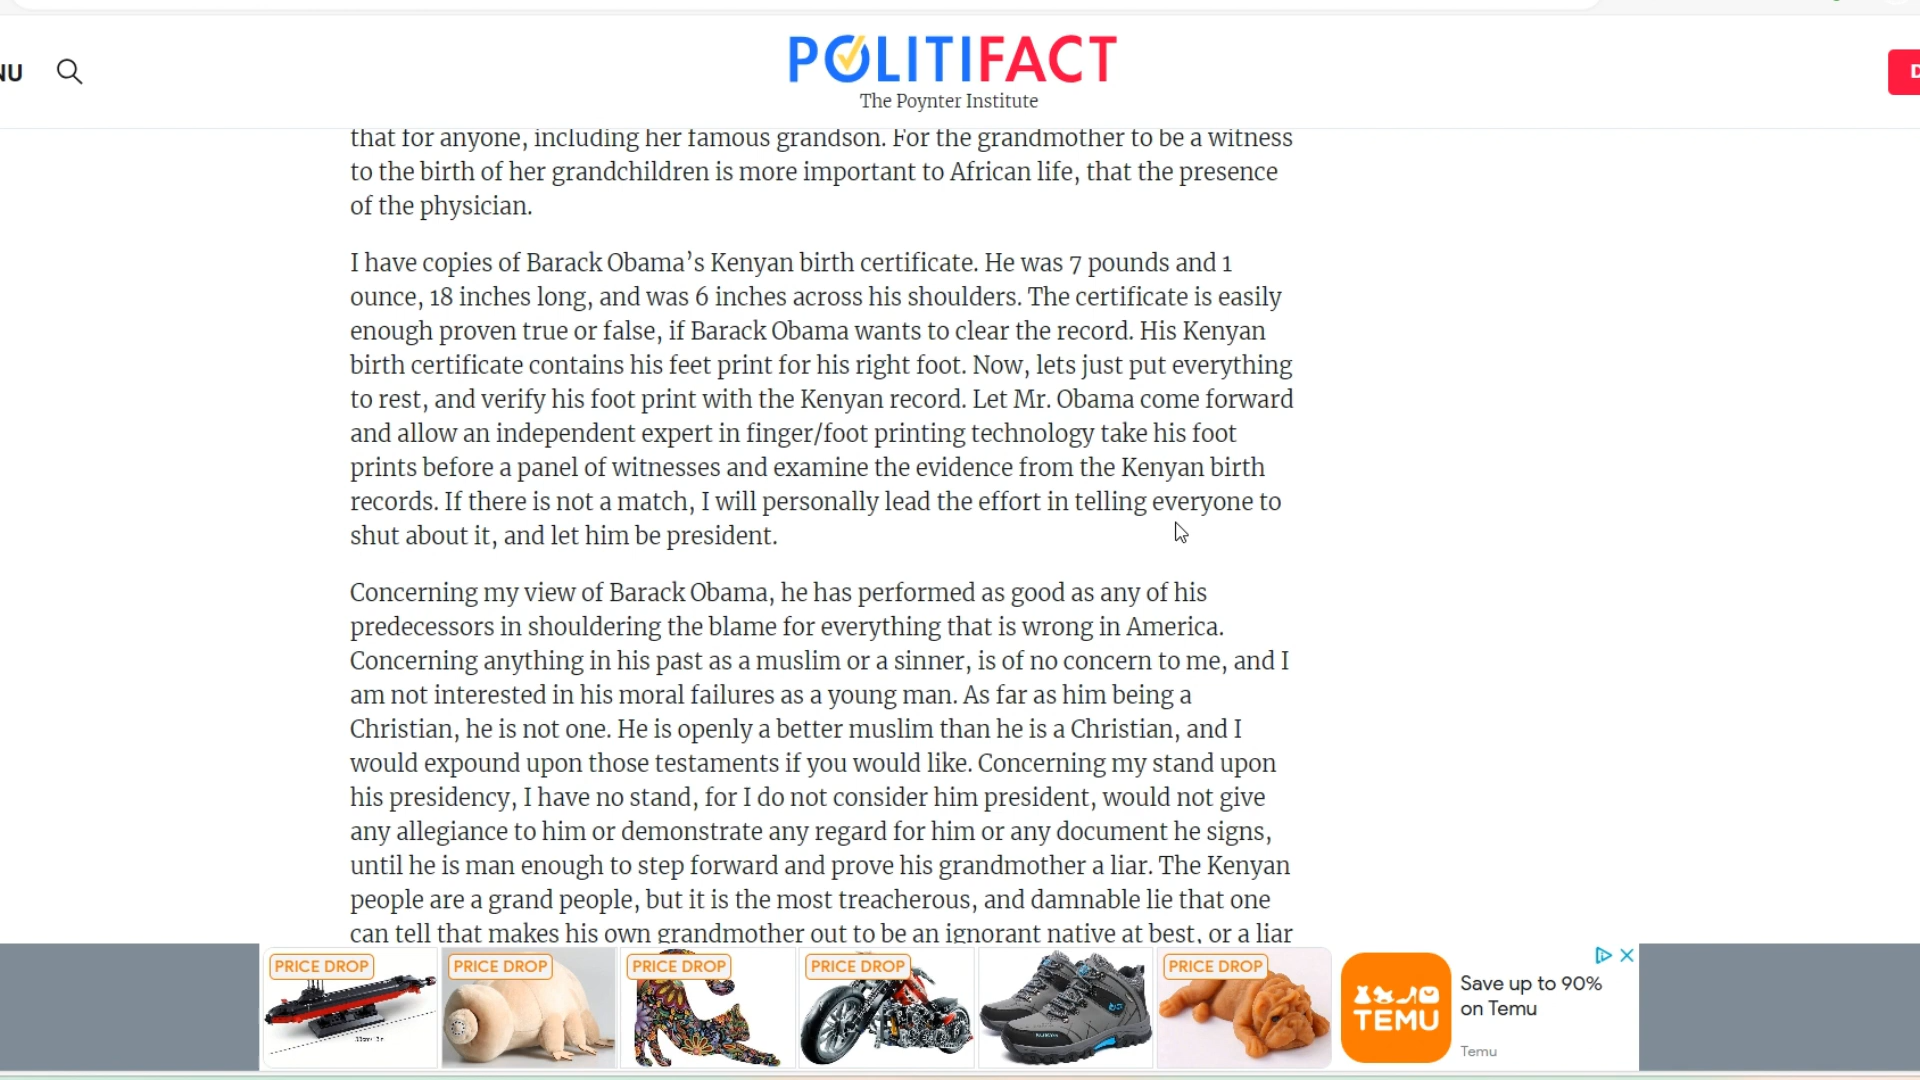 NU
POLITIFACT
The Poynter Institute
D
that for anyone, including her famous grandson. For the grandmother to be a witness
to the birth of her grandchildren is more important to African life, that the presence
of the physician.
I have copies of Barack Obama’s Kenyan birth certificate. He was 7 pounds and 1
ounce, 18 inches long, and was 6 inches across his shoulders. The certificate is easily
enough proven true or false, if Barack Obama wants to clear the record. His Kenyan
birth certificate contains his feet print for his right foot. Now, lets just put everything
to rest, and verify his foot print with the Kenyan record. Let Mr. Obama come forward
and allow an independent expert in finger/foot printing technology take his foot
prints before a panel of witnesses and examine the evidence from the Kenyan birth
records. If there is not a match, I will personally lead the effort in telling everyone to
shut about it, and let him be president.
Concerning my view of Barack Obama, he has performed as good as any of his
predecessors in shouldering the blame for everything that is wrong in America.
Concerning anything in his past as a muslim or a sinner, is of no concern to me, and I
am not interested in his moral failures as a young man. As far as him being a
Christian, he is not one. He is openly a better muslim than he is a Christian, and I
would expound upon those testaments if you would like. Concerning my stand upon
his presidency, I have no stand, for I do not consider him president, would not give
any allegiance to him or demonstrate any regard for him or any document he signs,
until he is man enough to step forward and prove his grandmother a liar. The Kenyan
people are a grand people, but it is the most treacherous, and damnable lie that one
can tell that makes his own grandmother out to be an ignorant native at best, or a liar
PRICE DROP
PRICE DROP
PRICE DROP
PRICE DROP
PRICE DROP
TEMU
Save up to 90%
on Temu
Temu